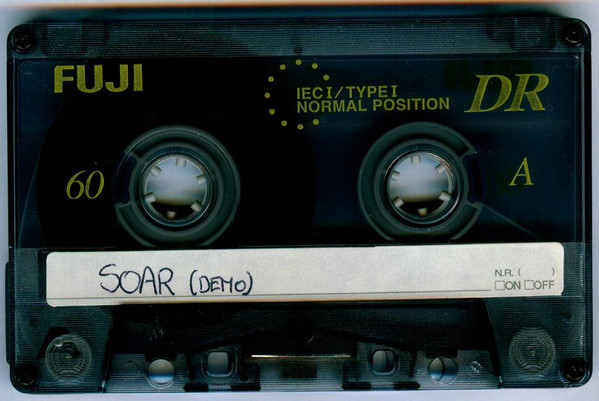 FUJI
IEC I/TYPE I
NORMAL POSITION
DR
60
A
SOAR (DEMO)
N.R. ( )
☐ON ☐OFF